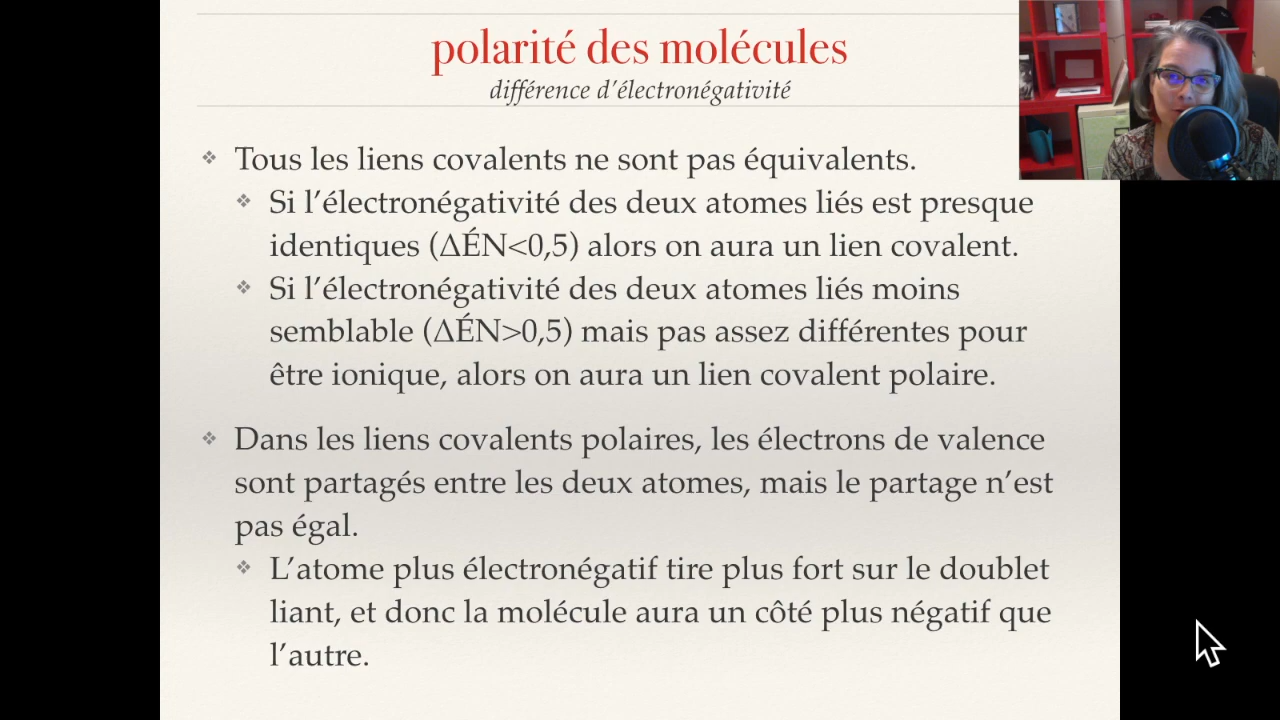 polarité des molécules
différence d’électronégativité
❖ Tous les liens covalents ne sont pas équivalents.
❖ Si l’électronégativité des deux atomes liés est presque
identiques (ΔÉN<0,5) alors on aura un lien covalent.
❖ Si l’électronégativité des deux atomes liés moins
semblable (ΔÉN>0,5) mais pas assez différentes pour
être ionique, alors on aura un lien covalent polaire.
❖ Dans les liens covalents polaires, les électrons de valence
sont partagés entre les deux atomes, mais le partage n’est
pas égal.
❖ L’atome plus électronégatif tire plus fort sur le doublet
liant, et donc la molécule aura un côté plus négatif que
l’autre.